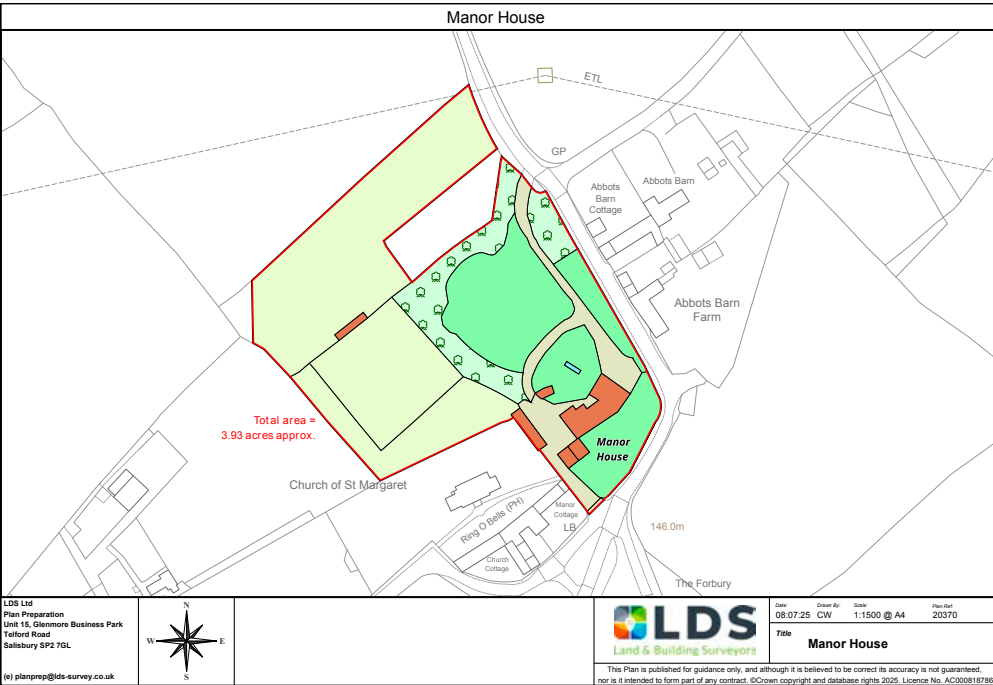 Manor House
ETL
GP
Abbots Barn
Abbots
Barn
Cottage
Abbots Barn
Farm
Total area =
3.93 acres approx.
Manor
House
Church of St Margaret
Ring O Bells (PH)
Manor
Cottage
LB
146.0m
Church
Cottage
The Forbury
LDS Ltd
Plan Preparation
Unit 15, Glenmore Business Park
Telford Road
Salisbury SP2 7GL
(e) planprep@lds-survey.co.uk
N
W E
S
LDS
Land & Building Surveyors
Date: Drawn By: Scale: Plan Ref:
08:07:25 CW 1:1500 @ A4 20370
Title
Manor House
This Plan is published for guidance only, and although it is believed to be correct its accuracy is not guaranteed,
nor is it intended to form part of any contract. ©Crown copyright and database rights 2025. Licence No. AC000818786